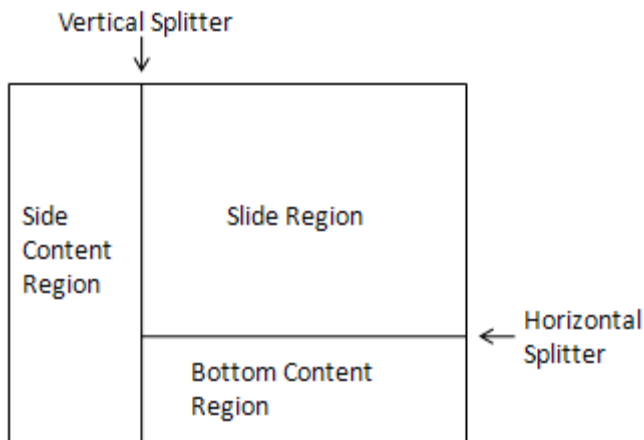 Vertical Splitter
Side
Content
Region
Slide Region
Horizontal
Splitter
Bottom Content
Region